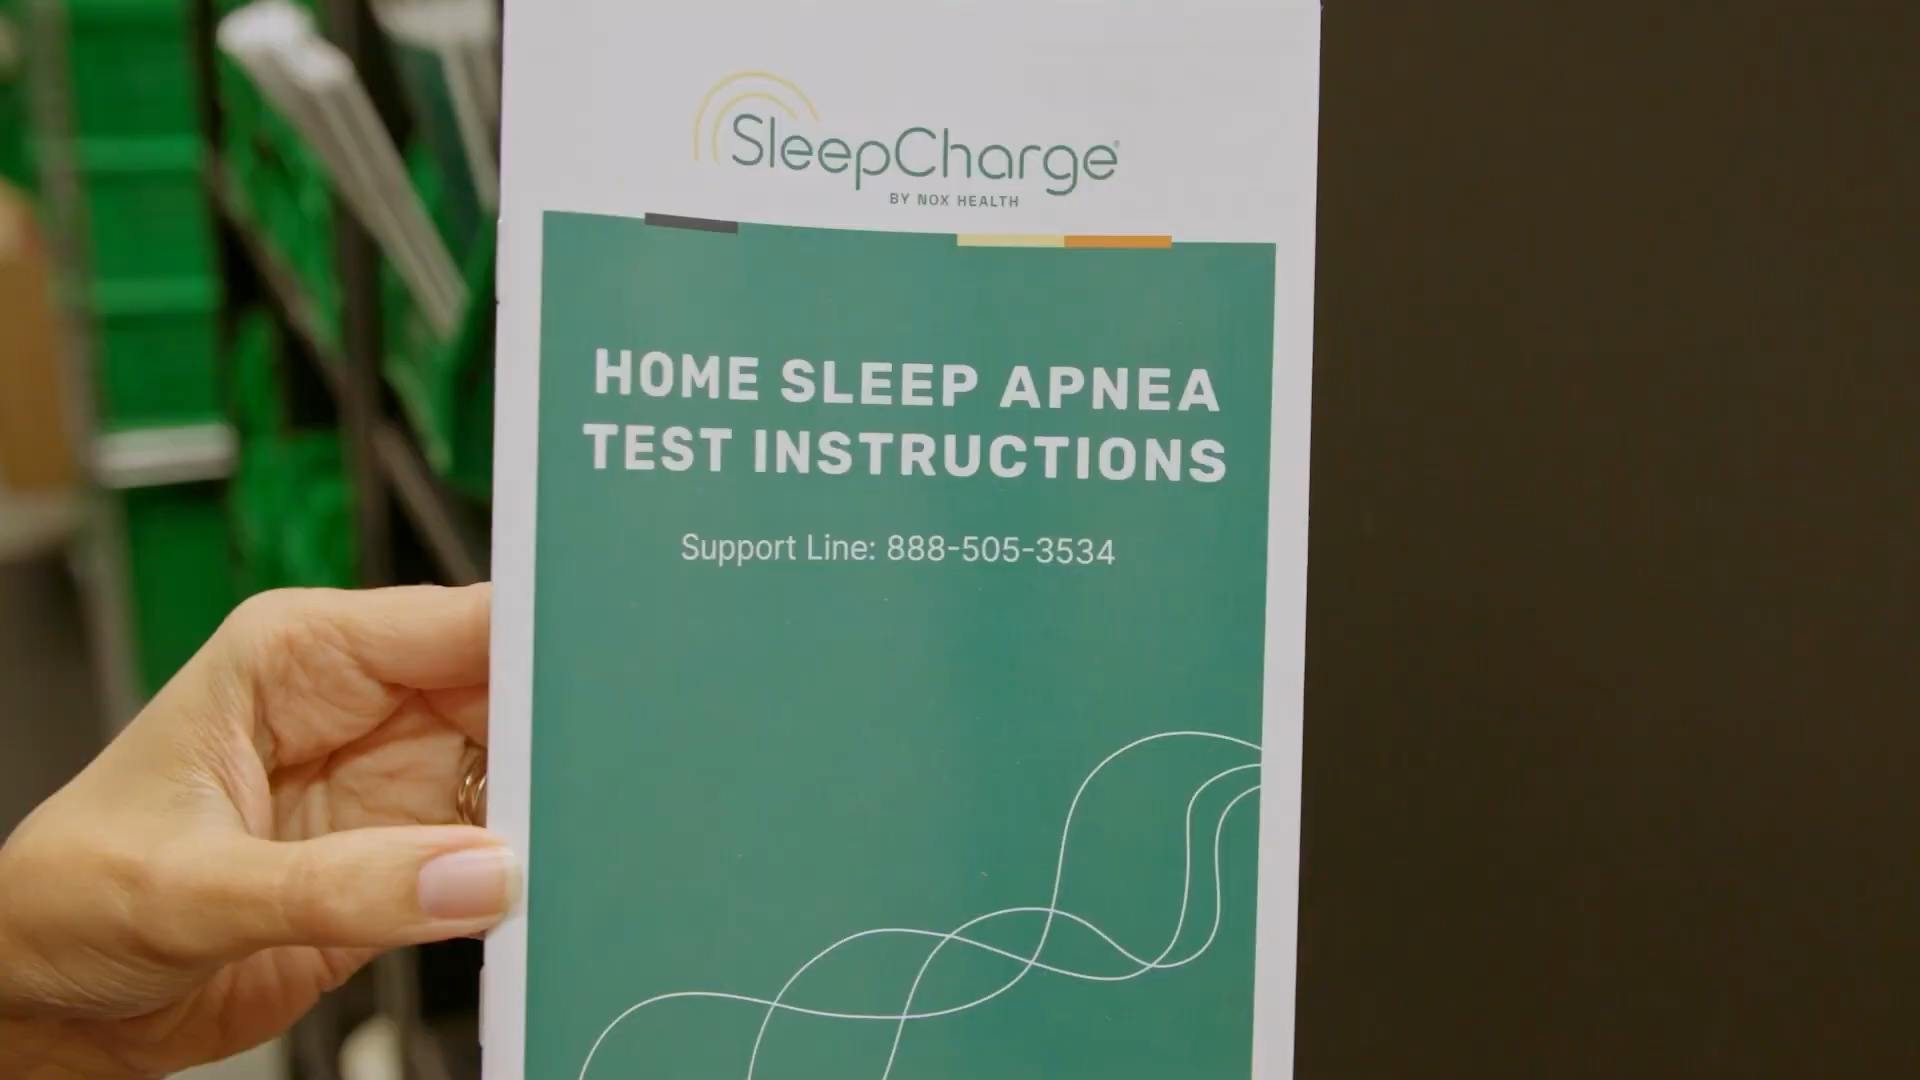 SleepCharge®
BY NOX HEALTH
HOME SLEEP APNEA
TEST INSTRUCTIONS
Support Line: 888-505-3534